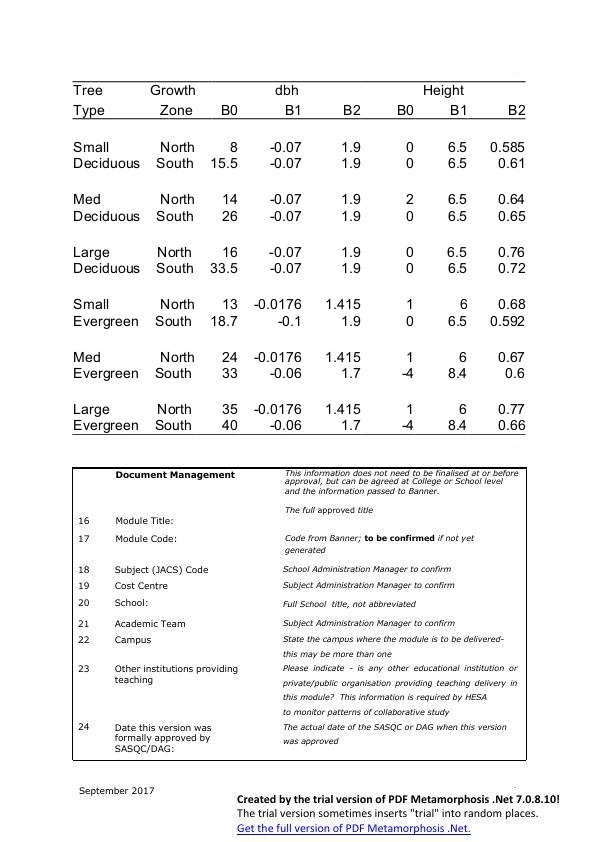 Tree Growth dbh Height
Type Zone B0 B1 B2 B0 B1 B2
Small North 8 -0.07 1.9 0 6.5 0.585
Deciduous South 15.5 -0.07 1.9 0 6.5 0.61
Med North 14 -0.07 1.9 2 6.5 0.64
Deciduous South 26 -0.07 1.9 0 6.5 0.65
Large North 16 -0.07 1.9 0 6.5 0.76
Deciduous South 33.5 -0.07 1.9 0 6.5 0.72
Small North 13 -0.0176 1.415 1 6 0.68
Evergreen South 18.7 -0.1 1.9 0 6.5 0.592
Med North 24 -0.0176 1.415 1 6 0.67
Evergreen South 33 -0.06 1.7 -4 8.4 0.6
Large North 35 -0.0176 1.415 1 6 0.77
Evergreen South 40 -0.06 1.7 -4 8.4 0.66
Document Management
This information does not need to be finalised at or before
approval, but can be agreed at College or School level
and the information passed to Banner.
16 Module Title: The full approved title
17 Module Code: Code from Banner; to be confirmed if not yet
generated
18 Subject (JACS) Code School Administration Manager to confirm
19 Cost Centre Subject Administration Manager to confirm
20 School: Full School title, not abbreviated
21 Academic Team Subject Administration Manager to confirm
22 Campus State the campus where the module is to be delivered-
this may be more than one
23 Other institutions providing
teaching
Please indicate - is any other educational institution or
private/public organisation providing teaching delivery in
this module? This information is required by HESA
to monitor patterns of collaborative study
24 Date this version was
formally approved by
SASQC/DAG:
The actual date of the SASQC or DAG when this version
was approved
September 2017
Created by the trial version of PDF Metamorphosis .Net 7.0.8.10!
The trial version sometimes inserts "trial" into random places.
Get the full version of PDF Metamorphosis .Net.